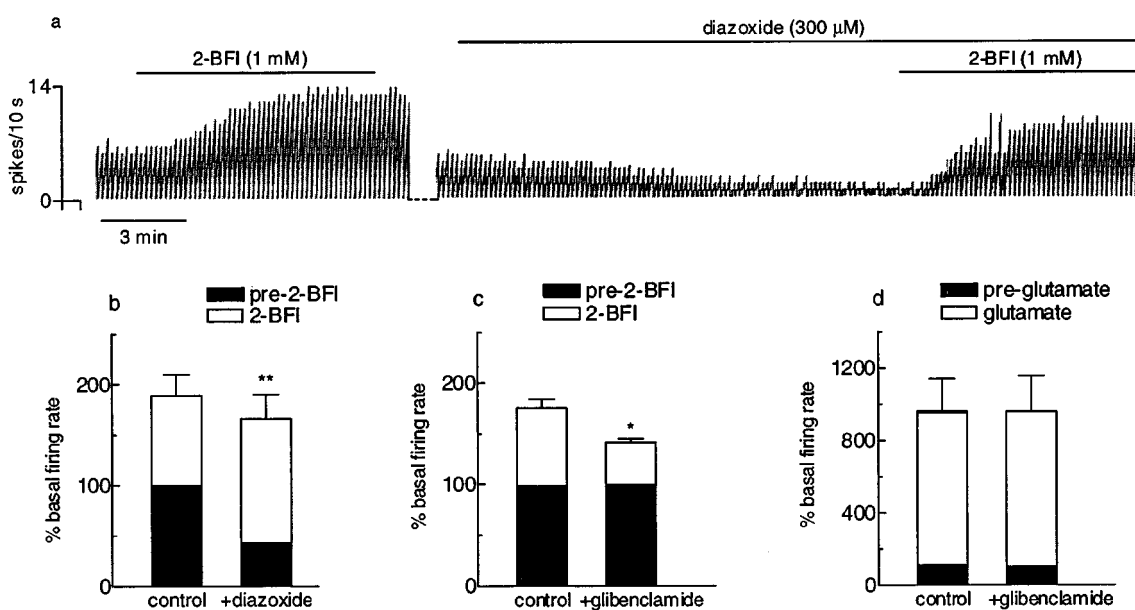 a
diazoxide (300 µM)
2-BFI (1 mM)
2-BFI (1 mM)
14
spikes/10 s
0
3 min
b
pre-2-BFI
2-BFI
% basal firing rate
200
100
0
**
control
+diazoxide
c
pre-2-BFI
2-BFI
% basal firing rate
200
100
0
*
control
+glibenclamide
d
pre-glutamate
glutamate
% basal firing rate
1200
800
400
0
control
+glibenclamide